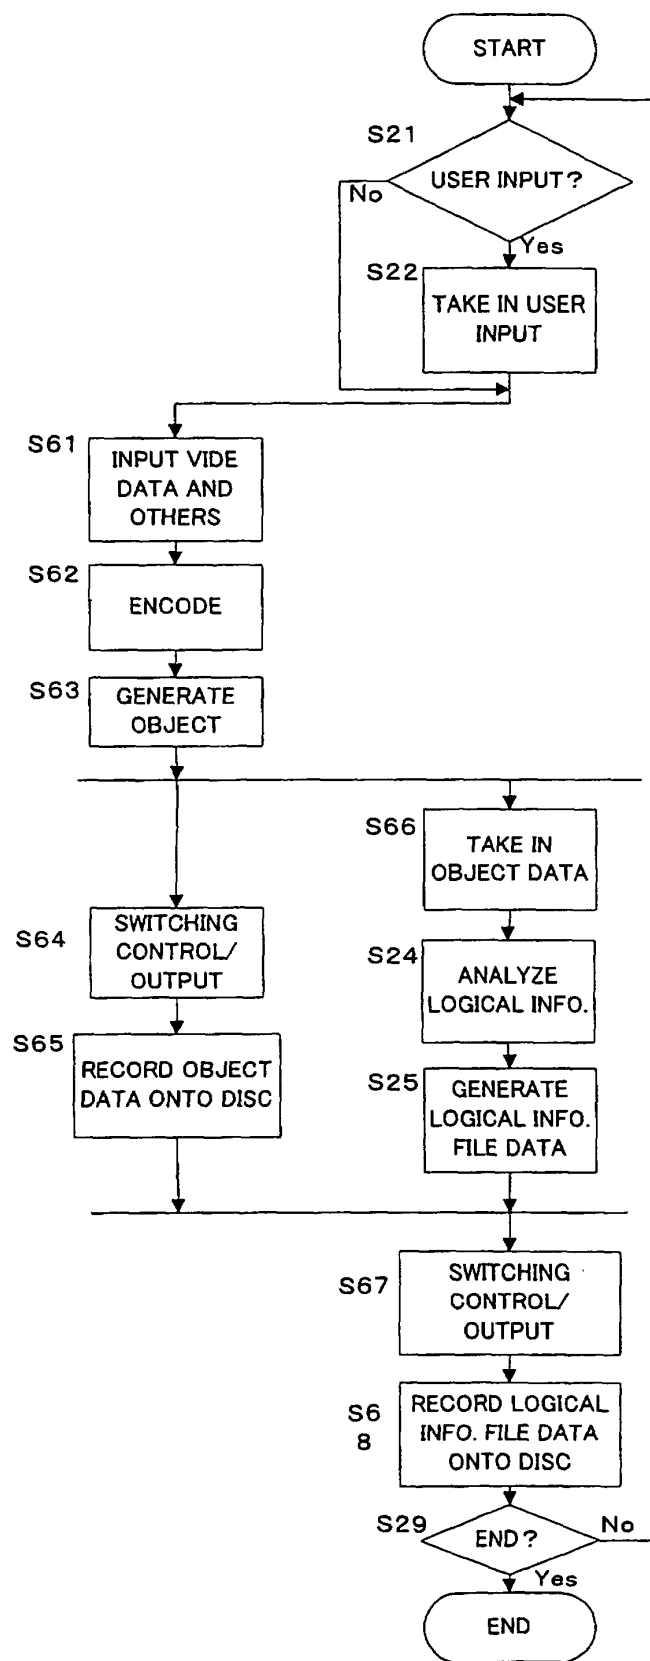 START
S21
USER INPUT?
No
Yes
S22
TAKE IN USER
INPUT
S61
INPUT VIDE
DATA AND
OTHERS
S62
ENCODE
S63
GENERATE
OBJECT
S66
TAKE IN
OBJECT DATA
S64
SWITCHING
CONTROL/
OUTPUT
S24
ANALYZE
LOGICAL INFO.
S65
RECORD OBJECT
DATA ONTO DISC
S25
GENERATE
LOGICAL INFO.
FILE DATA
S67
SWITCHING
CONTROL/
OUTPUT
S6
8
RECORD LOGICAL
INFO. FILE DATA
ONTO DISC
S29
END?
No
Yes
END